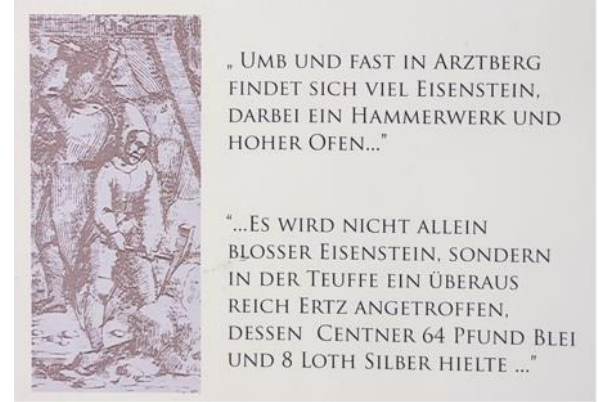 „ Umb und fast in Arztberg
findet sich viel Eisenstein,
darbei ein Hammerwerk und
hoher Ofen..."
“...Es wird nicht allein
blosser Eisenstein, sondern
in der Teuffe ein überaus
reich Ertz angetroffen,
dessen Centner 64 Pfund Blei
und 8 Loth Silber hielte ..."